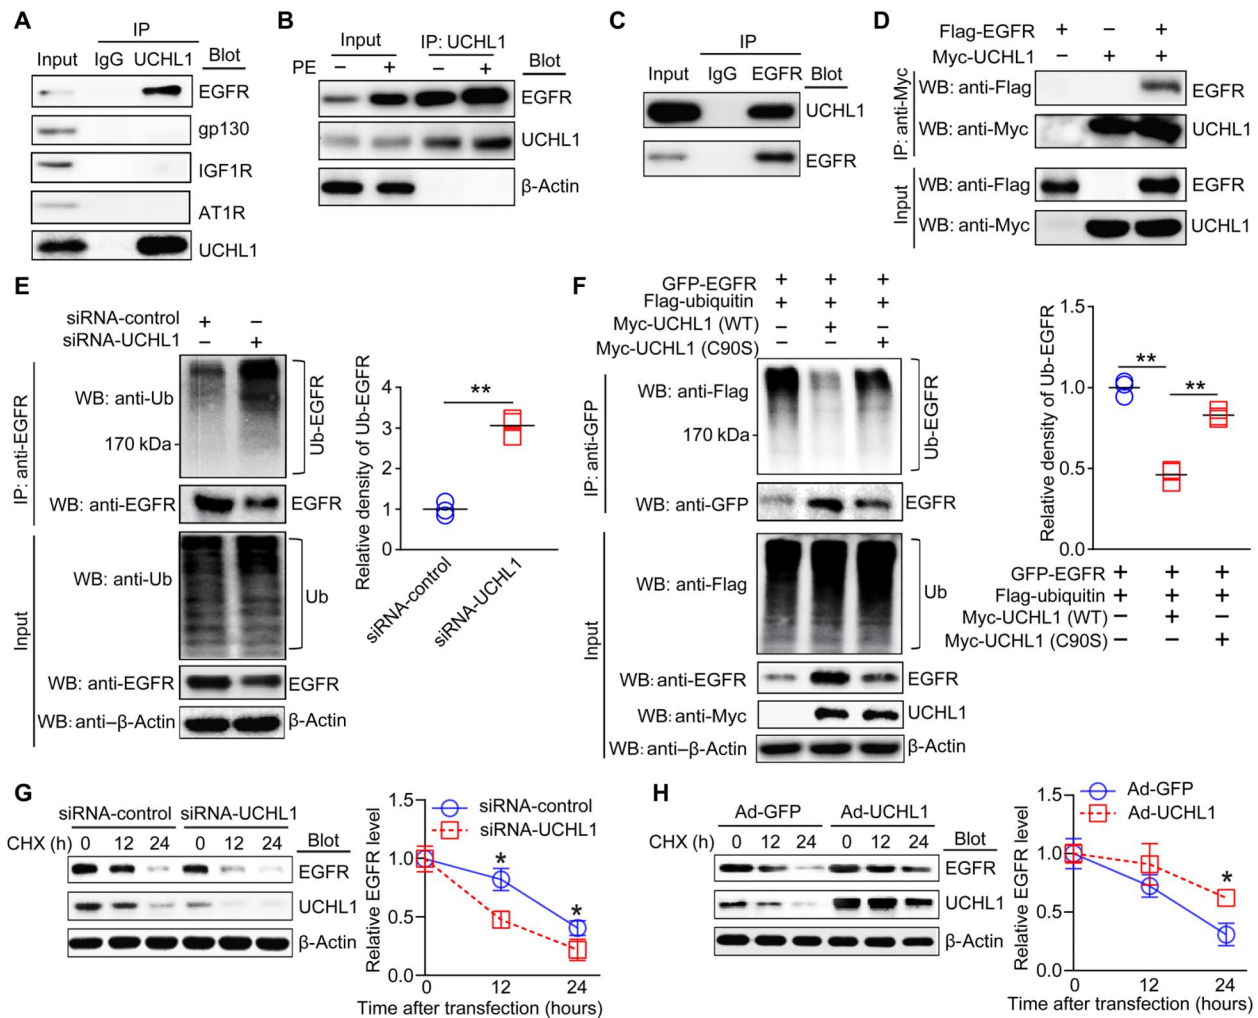 A
IP
Input IgG UCHL1 Blot
EGFR
gp130
IGF1R
AT1R
UCHL1
B
Input IP: UCHL1
PE − + − + Blot
EGFR
UCHL1
β-Actin
C
IP
Input IgG EGFR Blot
UCHL1
EGFR
D
Flag-EGFR + − +
Myc-UCHL1 − + +
IP: anti-Myc
WB: anti-Flag EGFR
WB: anti-Myc UCHL1
Input
WB: anti-Flag EGFR
WB: anti-Myc UCHL1
E
siRNA-control + −
siRNA-UCHL1 − +
IP: anti-EGFR
WB: anti-Ub
170 kDa
Ub-EGFR
WB: anti-EGFR EGFR
Input
WB: anti-Ub Ub
WB: anti-EGFR EGFR
WB: anti–β-Actin β-Actin
Relative density of Ub-EGFR
4
3
2
1
0
**
siRNA-control
siRNA-UCHL1
F
GFP-EGFR + + +
Flag-ubiquitin + + +
Myc-UCHL1 (WT) − + −
Myc-UCHL1 (C90S) − − +
IP: anti-GFP
WB: anti-Flag
170 kDa
Ub-EGFR
WB: anti-GFP EGFR
Input
WB: anti-Flag Ub
WB: anti-EGFR EGFR
WB: anti-Myc UCHL1
WB: anti–β-Actin β-Actin
Relative density of Ub-EGFR
1.5
1.0
0.5
0.0
**
**
GFP-EGFR + + +
Flag-ubiquitin + + +
Myc-UCHL1 (WT) − + −
Myc-UCHL1 (C90S) − − +
G
siRNA-control siRNA-UCHL1
CHX (h) 0 12 24 0 12 24 Blot
EGFR
UCHL1
β-Actin
Relative EGFR level
1.5
1.0
0.5
0.0
siRNA-control
siRNA-UCHL1
*
*
0 12 24
Time after transfection (hours)
H
Ad-GFP Ad-UCHL1
CHX (h) 0 12 24 0 12 24 Blot
EGFR
UCHL1
β-Actin
Relative EGFR level
1.5
1.0
0.5
0.0
Ad-GFP
Ad-UCHL1
*
0 12 24
Time after transfection (hours)